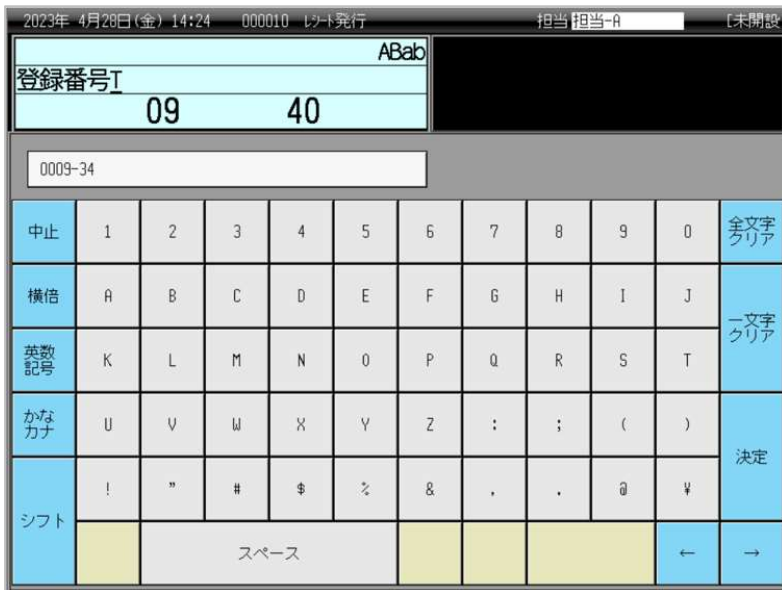 2023年 4月28日(金) 14:24 000010 レシート発行 担当 担当-A [未開設
ABab
登録番号T
09 40
0009-34
中止 1 2 3 4 5 6 7 8 9 0 全文字クリア
横倍 A B C D E F G H I J 一文字クリア
英数記号 K L M N O P Q R S T
かなカナ U V W X Y Z : ; ( )
決定
シフト ! " # $ % & , . @ ¥
スペース ← →